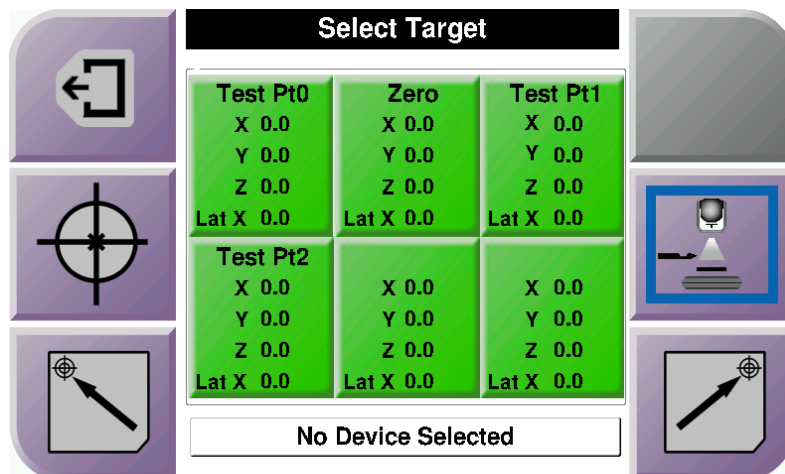 Select Target
Test Pt0 Zero Test Pt1
X 0.0 X 0.0 X 0.0
Y 0.0 Y 0.0 Y 0.0
Z 0.0 Z 0.0 Z 0.0
Lat X 0.0 Lat X 0.0 Lat X 0.0
Test Pt2
X 0.0 X 0.0 X 0.0
Y 0.0 Y 0.0 Y 0.0
Z 0.0 Z 0.0 Z 0.0
Lat X 0.0 Lat X 0.0 Lat X 0.0
No Device Selected